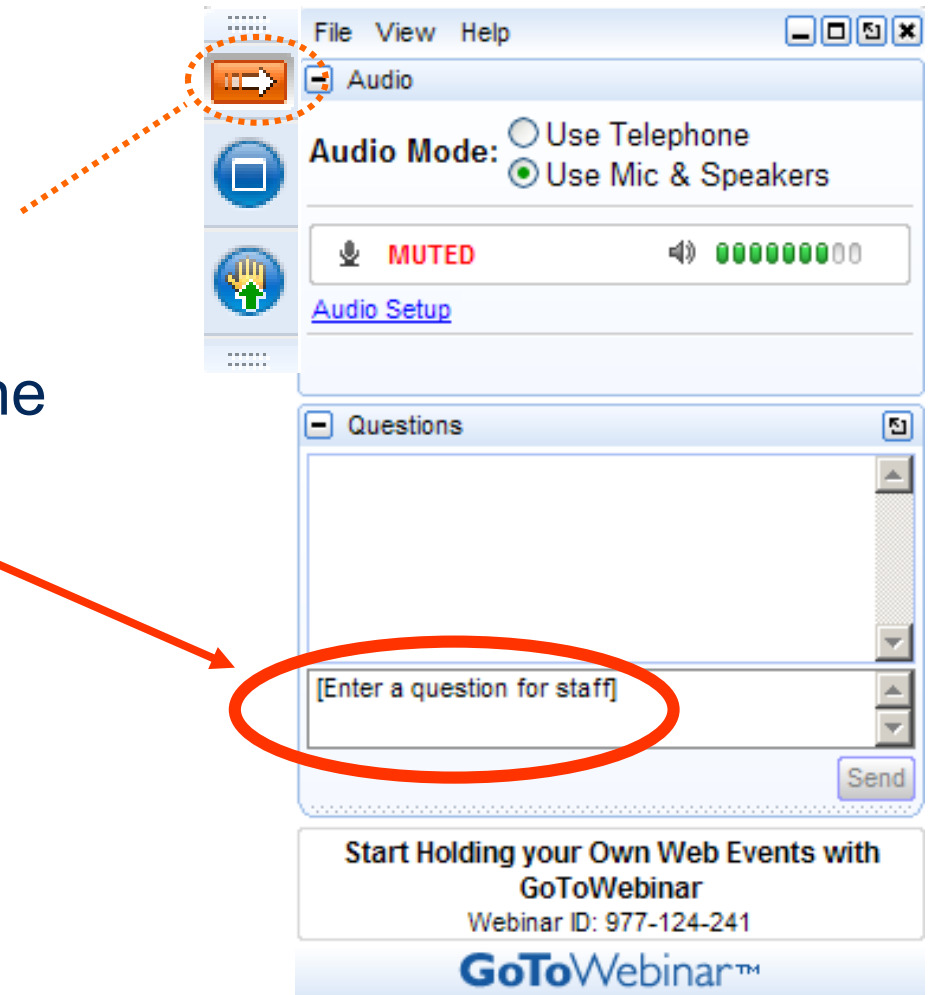 File View Help
Audio
Audio Mode:
Use Telephone
Use Mic & Speakers
MUTED
Audio Setup
Questions
[Enter a question for staff]
Send
Start Holding your Own Web Events with
GoToWebinar
Webinar ID: 977-124-241
GoToWebinar™